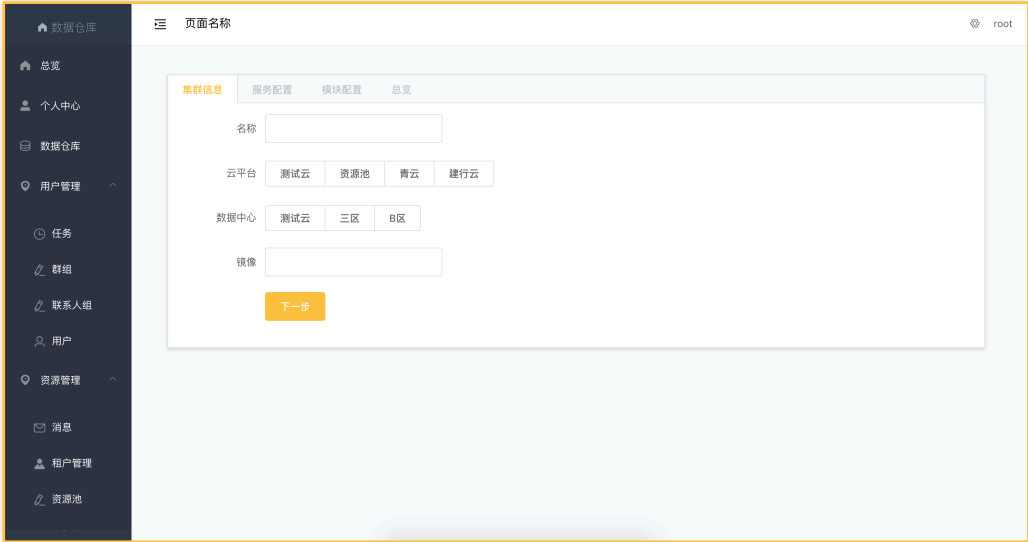 数据仓库
页面名称
root
总览
个人中心
数据仓库
用户管理
任务
群组
联系人组
用户
资源管理
消息
租户管理
资源池
集群信息 服务配置 模块配置 总览
名称
云平台 测试云 资源池 青云 建行云
数据中心 测试云 三区 B区
镜像
下一步